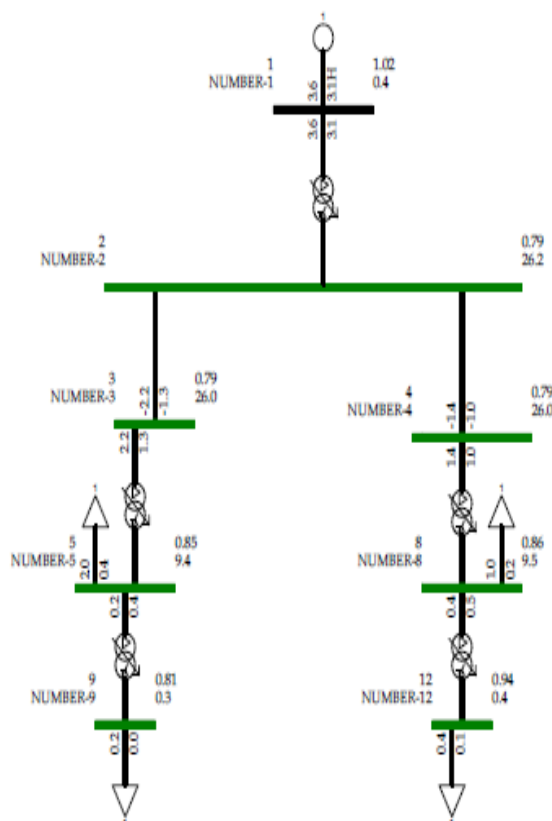 1
1 1.02
NUMBER-1 0.4
3.6 3.1H
3.6 3.1
2 0.79
NUMBER-2 26.2
3 0.79
NUMBER-3 26.0
-2.2 -1.3
2.2 1.3
4 0.79
NUMBER-4 26.0
-1.4 -1.0
1.4 1.0
1
5 0.85
NUMBER-5 9.4
2.0 0.4
0.2 0.4
1
8 0.86
NUMBER-8 9.5
1.0 0.2
0.4 0.5
9 0.81
NUMBER-9 0.3
0.2 0.0
12 0.94
NUMBER-12 0.4
0.4 0.1